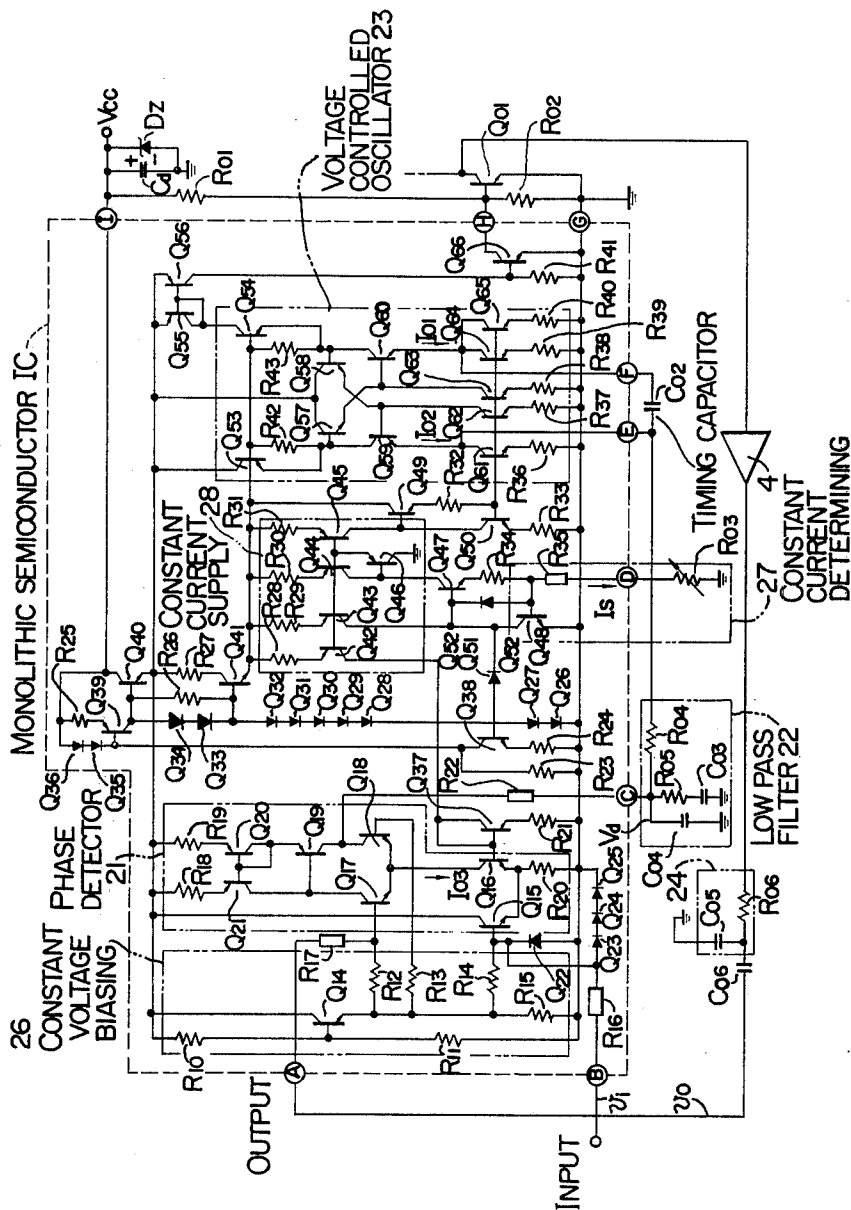 MONOLITHIC SEMICONDUCTOR IC
26
CONSTANT
VOLTAGE
BIASING
PHASE
DETECTOR
21
CONSTANT
CURRENT
SUPPLY
28
VOLTAGE
CONTROLLED
OSCILLATOR 23
Vcc
I
Cd
+
-
Dz
R01
Q36
Q35
Q39
R25
Q40
R26
R27
Q41
Q34
Q33
Q32
Q31
Q30
Q29
Q28
Q55
Q56
R10
R11
Q14
R17
R12
R13
R14
R15
R18
R19
Q21
Q20
Q19
Q17
Q18
I03
Q15
Q16
Q37
R20
R21
R22
R23
R24
Q38
Q27
Q26
Q51
Q52
R28
R29
R30
R31
Q42
Q43
Q44
Q45
Q46
Q47
Q48
R34
R35
Q49
R32
Q50
R33
Q53
R42
R43
Q54
Q57
Q58
Q59
Q60
I02
I01
Q61
Q62
Q63
Q64
Q65
Q66
R36
R37
R38
R39
R40
R41
H
G
Q01
R02
OUTPUT
A
INPUT
B
vi
vo
R16
Q22
Q23
Q24
Q25
C
D
Is
E
F
C02
TIMING CAPACITOR
R03
27
CONSTANT
CURRENT
DETERMINING
4
Vd
R04
R05
C03
C04
LOW PASS
FILTER 22
24
C05
R06
C06